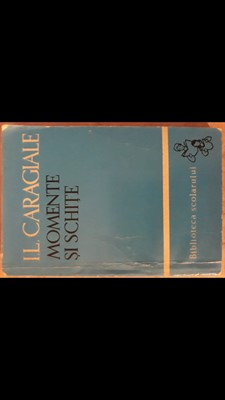 I.L. CARAGIALE
MOMENTE
ȘI SCHIȚE
Biblioteca școlarului